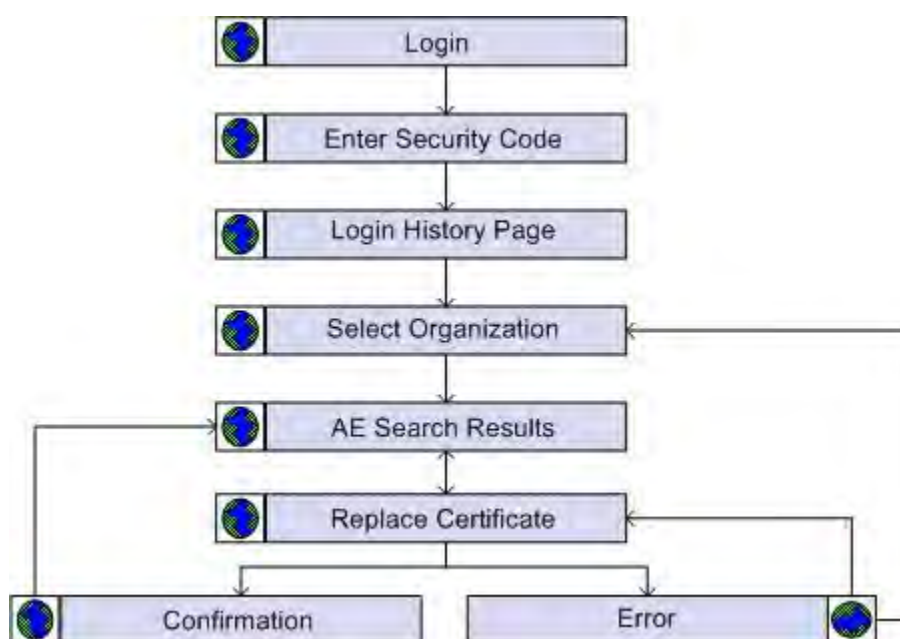 Login
Enter Security Code
Login History Page
Select Organization
AE Search Results
Replace Certificate
Confirmation
Error